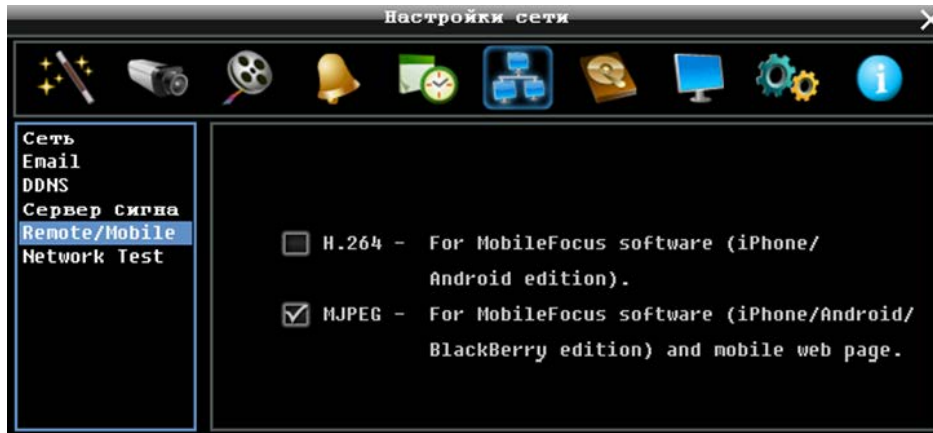 Настройки сети
Сеть
Email
DDNS
Сервер Сигна
Remote/Mobile
Network Test
H.264 - For MobileFocus software (iPhone/
Android edition).
MJPEG - For MobileFocus software (iPhone/Android/
BlackBerry edition) and mobile web page.